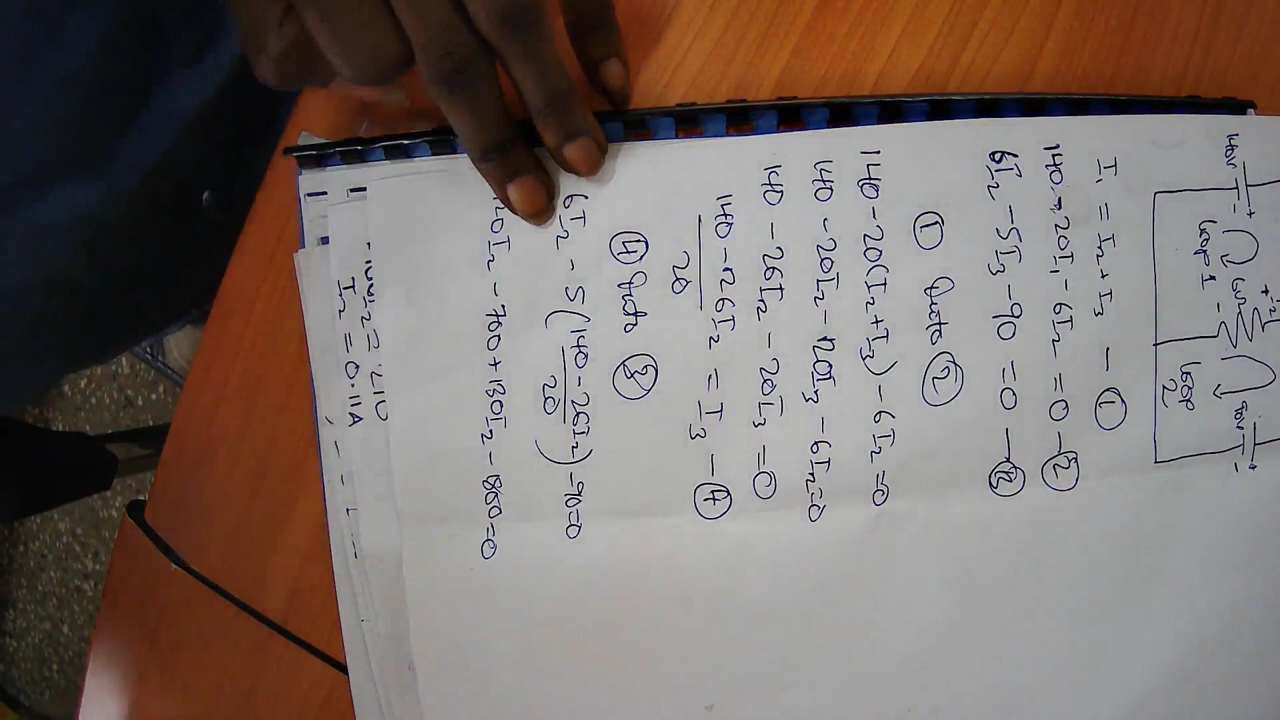 140V
Loop 1
6Ω
loop
2
90V
I₁ = I₂ + I₃ — ①
140 - 20I₁ - 6I₂ = 0 — ②
6I₂ - 5I₃ - 90 = 0 —
① into ②
140 - 20(I₂+I₃) - 6I₂ = 0
140 - 20I₂ - 20I₃ - 6I₂ = 0
140 - 26I₂ - 20I₃ = 0
140 - 26I₂ = I₃ — ④
20
④ into ③
6I₂ - 5(140 - 26I₂) - 90 = 0
20
120I₂ - 700 + 130I₂ - 1800 = 0
I₂ = 0.11A